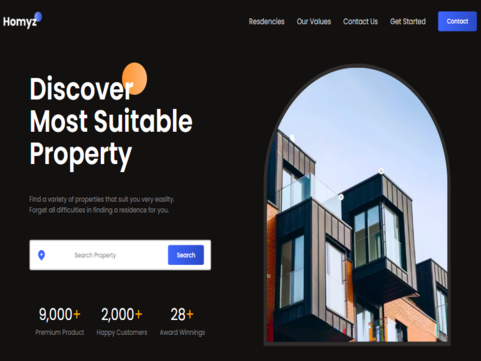 Homyz
Resdencies Our Values Contact Us Get Started Contact
Discover
Most Suitable
Property
Find a variety of properties that suit you very easilty.
Forget all difficulties in finding a residence for you.
Search Property Search
9,000+ 2,000+ 28+
Premium Product Happy Customers Award Winnings